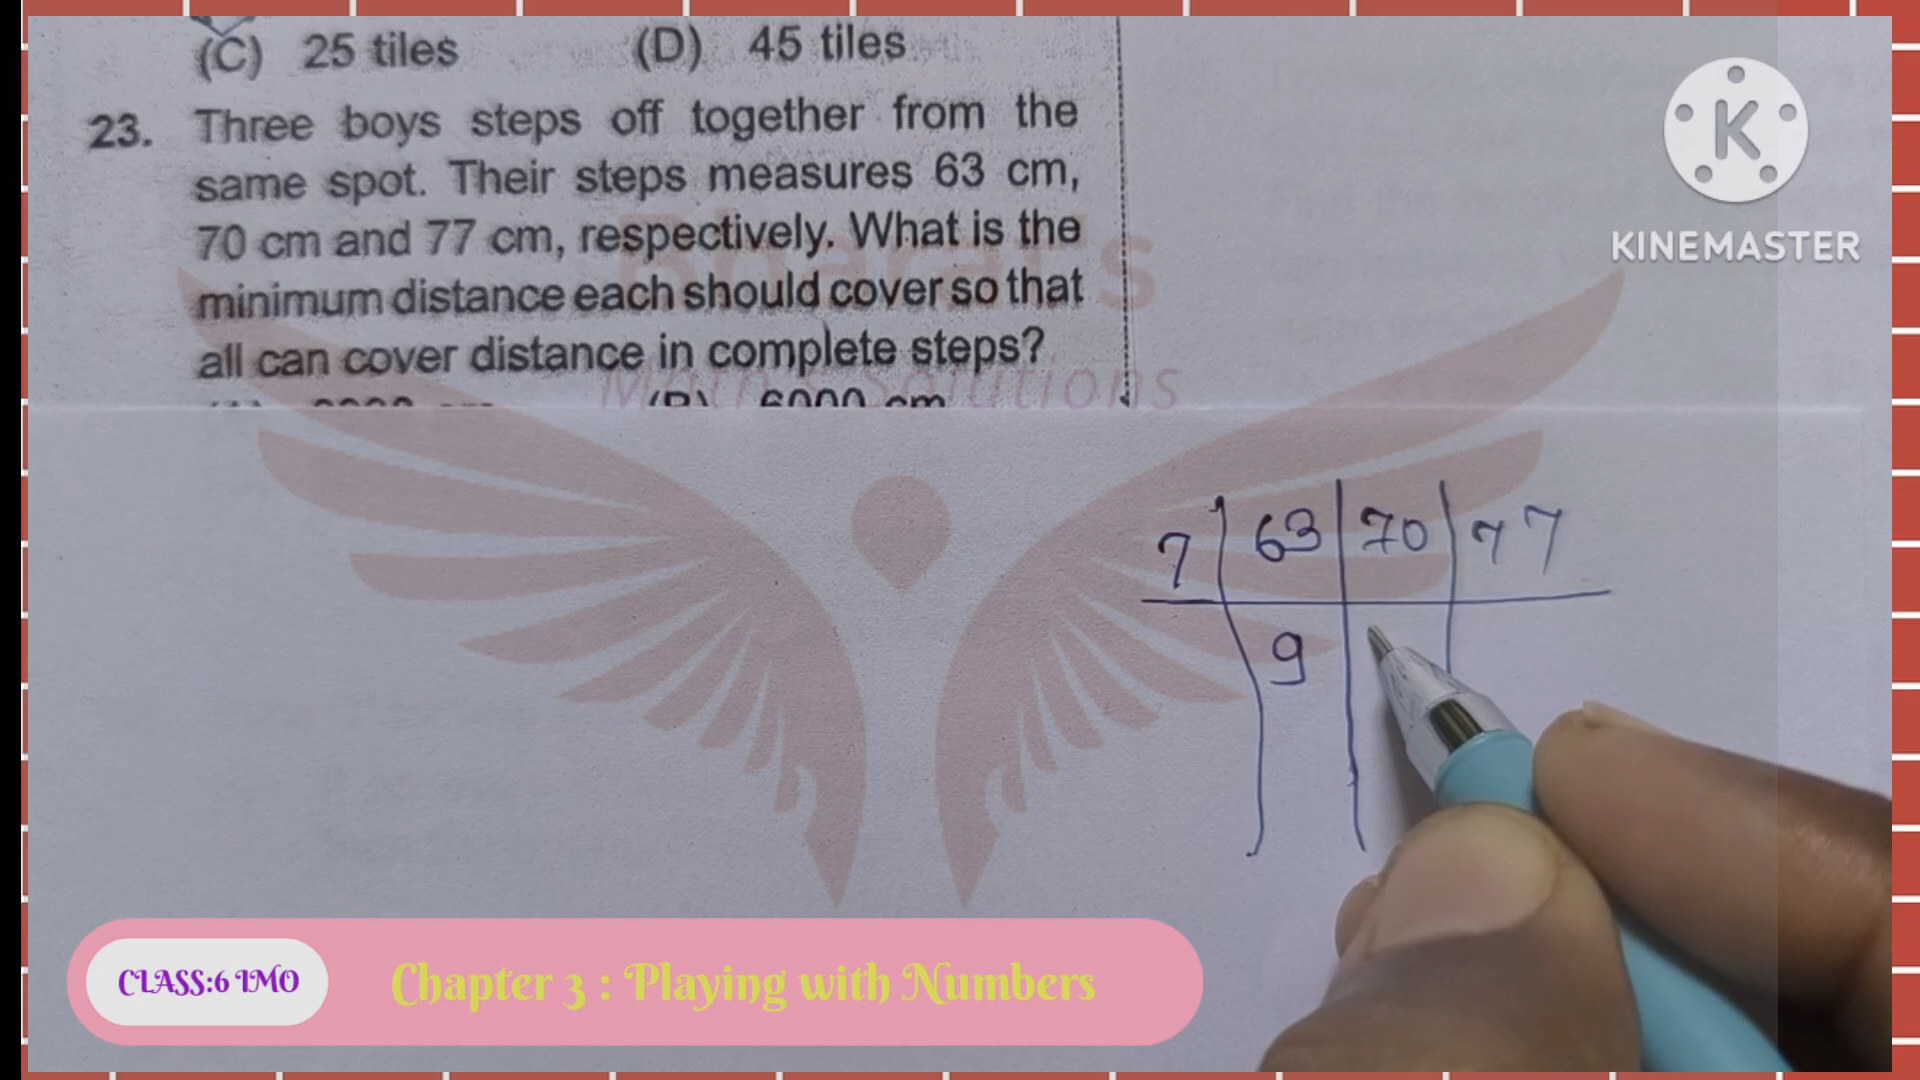 (C) 25 tiles (D) 45 tiles
23. Three boys steps off together from the
same spot. Their steps measures 63 cm,
70 cm and 77 cm, respectively. What is the
minimum distance each should cover so that
all can cover distance in complete steps?
(B) 6000 cm
K
KINEMASTER
Bharat's
Math's Solutions
7 63 70 77
9
CLASS:6 IMO
Chapter 3 : Playing with Numbers